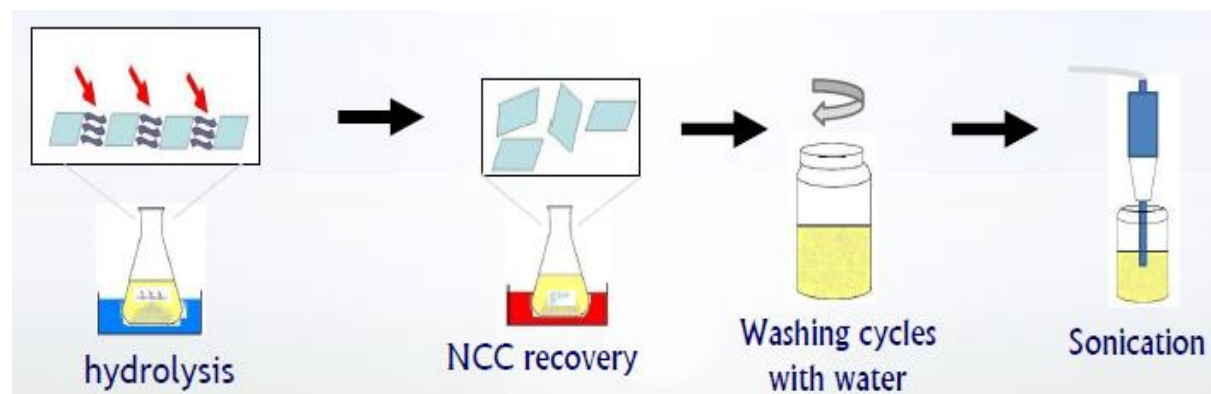 hydrolysis
NCC recovery
Washing cycles
with water
Sonication